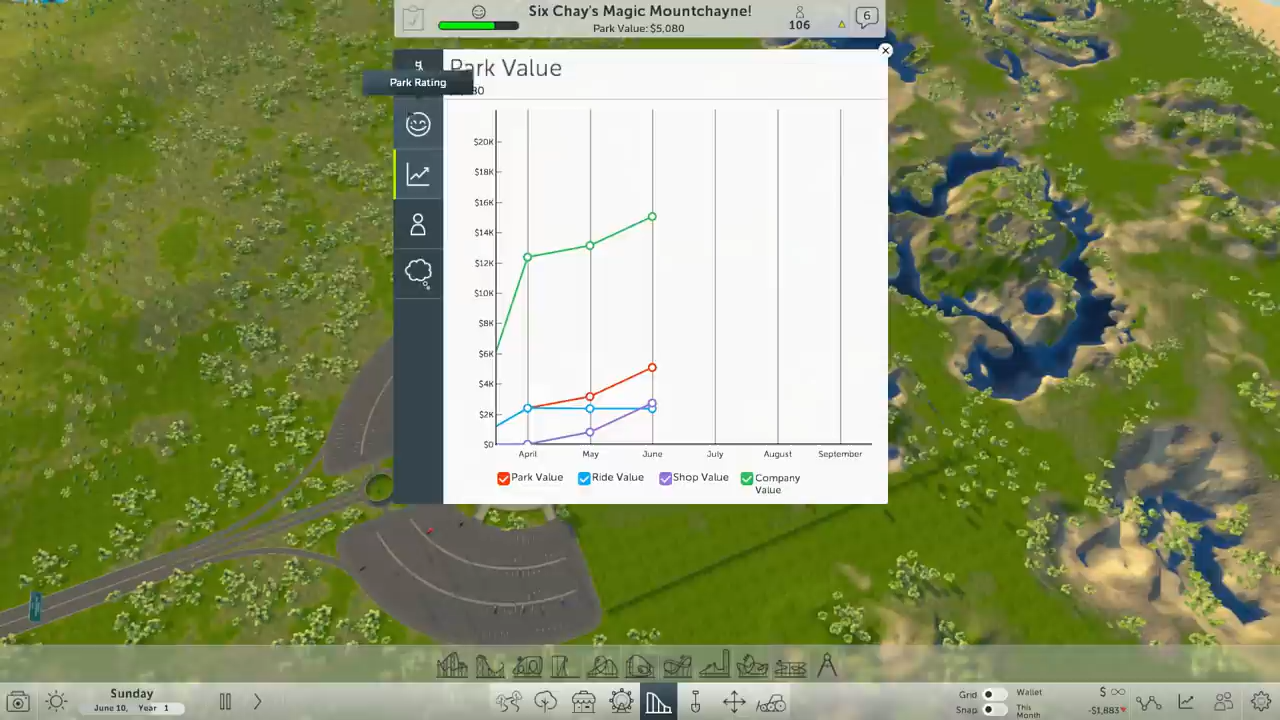 Six Chay's Magic Mountchayne!
Park Value: $5,080
106
6
Park Value
Park Rating
80
$20K
$18K
$16K
$14K
$12K
$10K
$8K
$6K
$4K
$2K
$0
April May June July August September
Park Value Ride Value Shop Value Company Value
Sunday
June 10, Year 1
Grid
Snap
Wallet $ ∞
This Month -$1,883